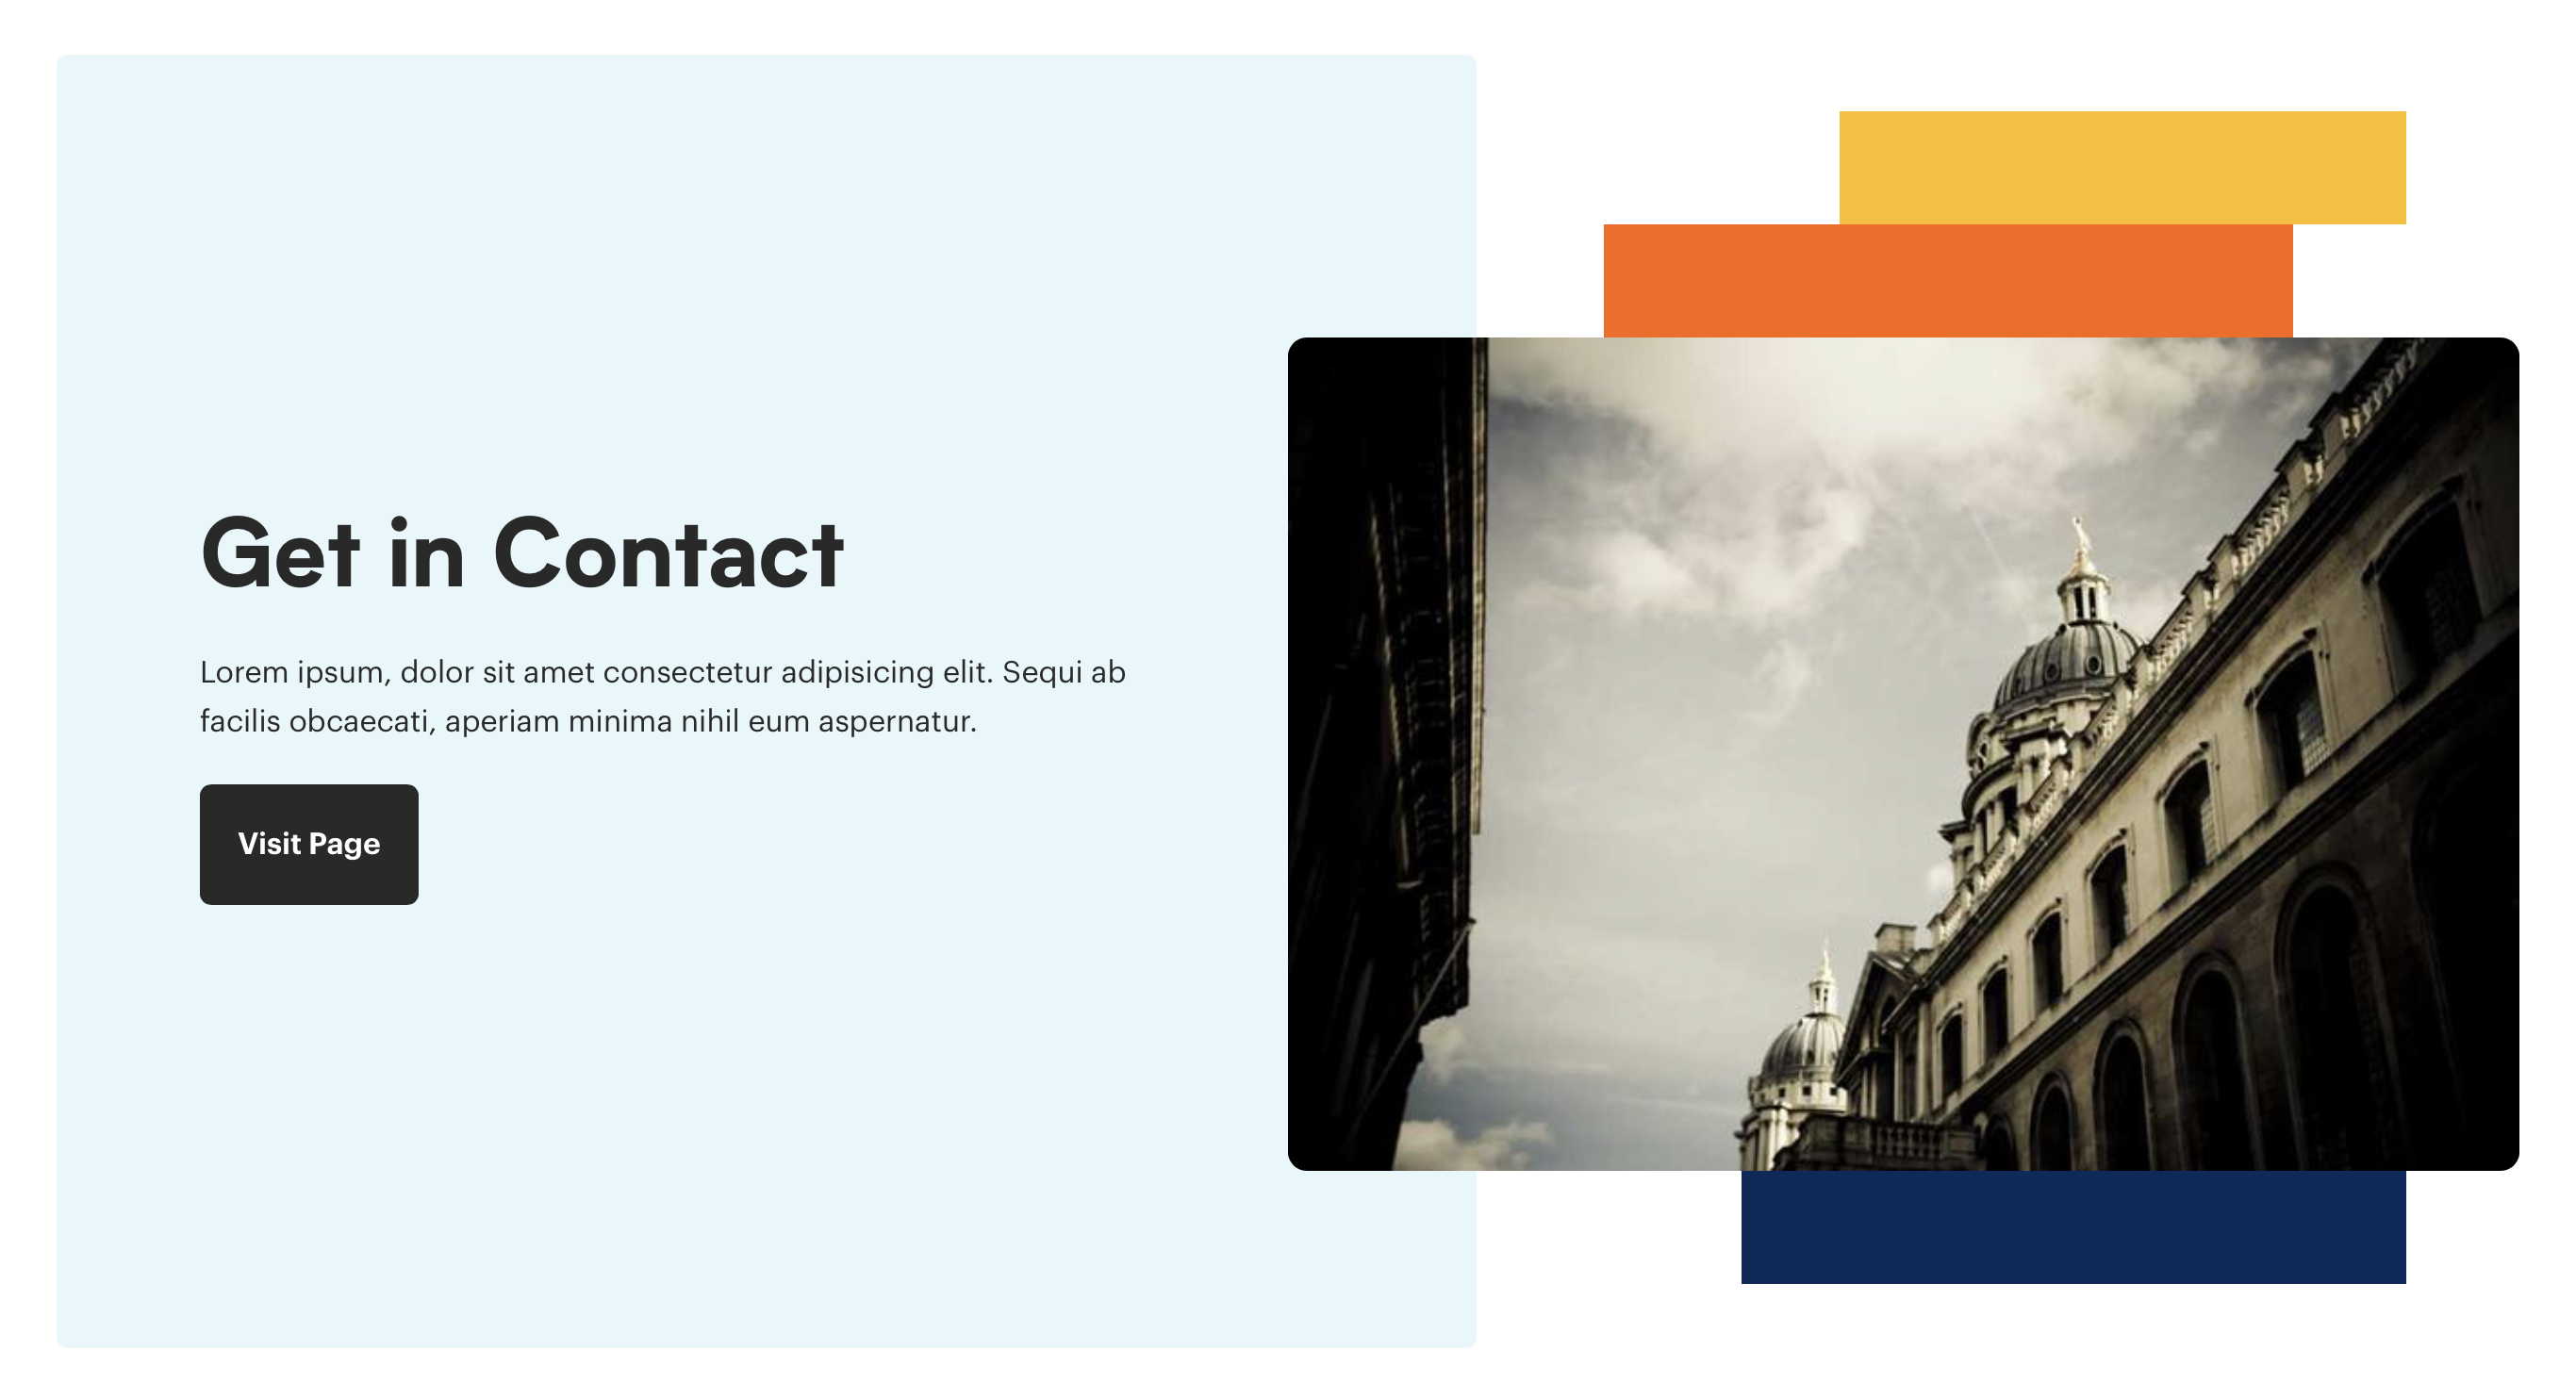 Get in Contact
Lorem ipsum, dolor sit amet consectetur adipisicing elit. Sequi ab
facilis obcaecati, aperiam minima nihil eum aspernatur.
Visit Page